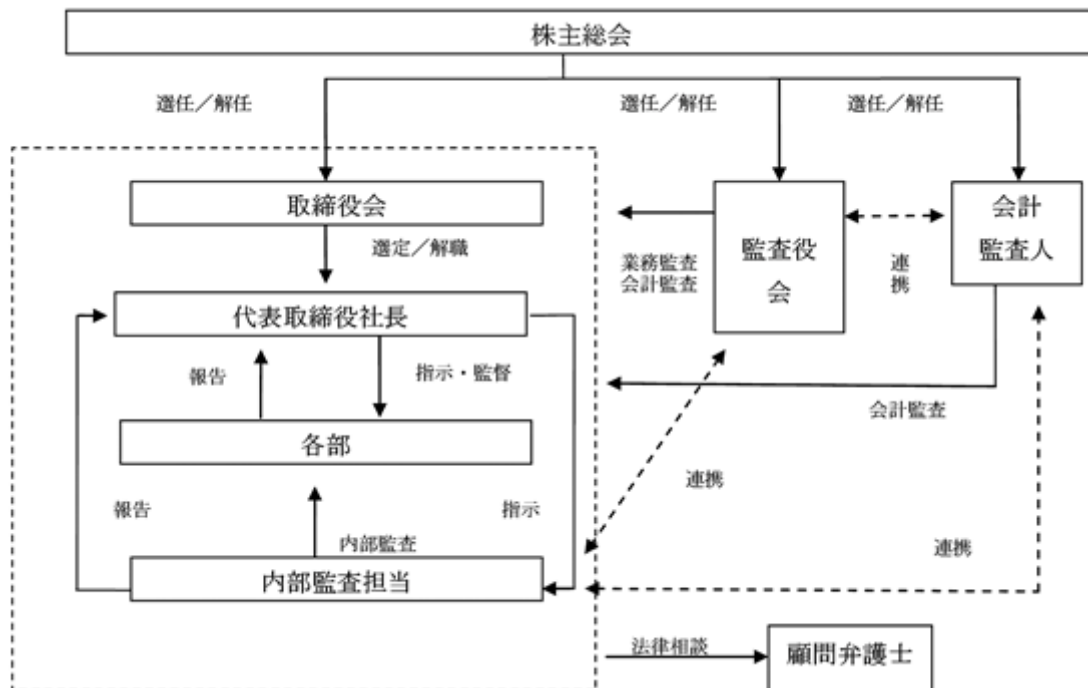 株主総会
選任／解任
選任／解任
選任／解任
取締役会
選定／解職
代表取締役社長
報告
指示・監督
各部
報告
指示
内部監査
内部監査担当
監査役
会
会計
監査人
業務監査
会計監査
連
携
会計監査
連携
連携
法律相談
顧問弁護士